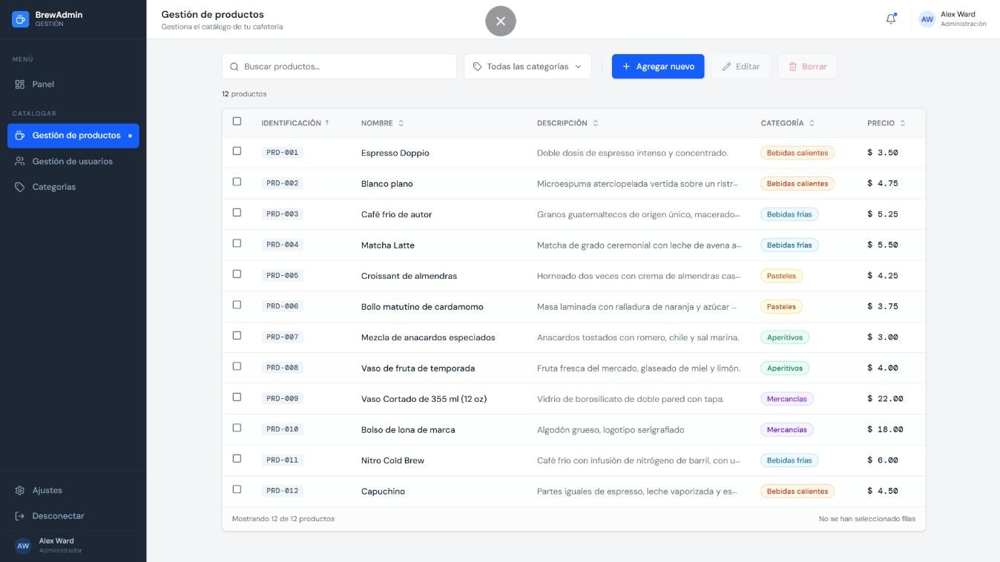 BrewAdmin
GESTIÓN
MENÚ
Panel
CATALOGAR
Gestión de productos
Gestión de usuarios
Categorías
Ajustes
Desconectar
AW Alex Ward
Administrador
Gestión de productos
Gestiona el catálogo de tu cafetería
AW Alex Ward
Administración
Buscar productos... Todas las categorías Agregar nuevo Editar Borrar
12 productos
IDENTIFICACIÓN NOMBRE DESCRIPCIÓN CATEGORÍA PRECIO
PRD-001 Espresso Doppio Doble dosis de espresso intenso y concentrado. Bebidas calientes $ 3.50
PRD-002 Blanco plano Microespuma aterciopelada vertida sobre un ristr... Bebidas calientes $ 4.75
PRD-003 Café frío de autor Granos guatemaltecos de origen único, macerado... Bebidas frías $ 5.25
PRD-004 Matcha Latte Matcha de grado ceremonial con leche de avena a... Bebidas frías $ 5.50
PRD-005 Croissant de almendras Horneado dos veces con crema de almendras cas... Pasteles $ 4.25
PRD-006 Bollo matutino de cardamomo Masa laminada con ralladura de naranja y azúcar ... Pasteles $ 3.75
PRD-007 Mezcla de anacardos especiados Anacardos tostados con romero, chile y sal marina. Aperitivos $ 3.00
PRD-008 Vaso de fruta de temporada Fruta fresca del mercado, glaseado de miel y limón. Aperitivos $ 4.00
PRD-009 Vaso Cortado de 355 ml (12 oz) Vidrio de borosilicato de doble pared con tapa. Mercancías $ 22.00
PRD-010 Bolso de lona de marca Algodón grueso, logotipo serigrafiado Mercancías $ 18.00
PRD-011 Nitro Cold Brew Café frío con infusión de nitrógeno de barril, con u... Bebidas frías $ 6.00
PRD-012 Capuchino Partes iguales de espresso, leche vaporizada y es... Bebidas calientes $ 4.50
Mostrando 12 de 12 productos No se han seleccionado filas